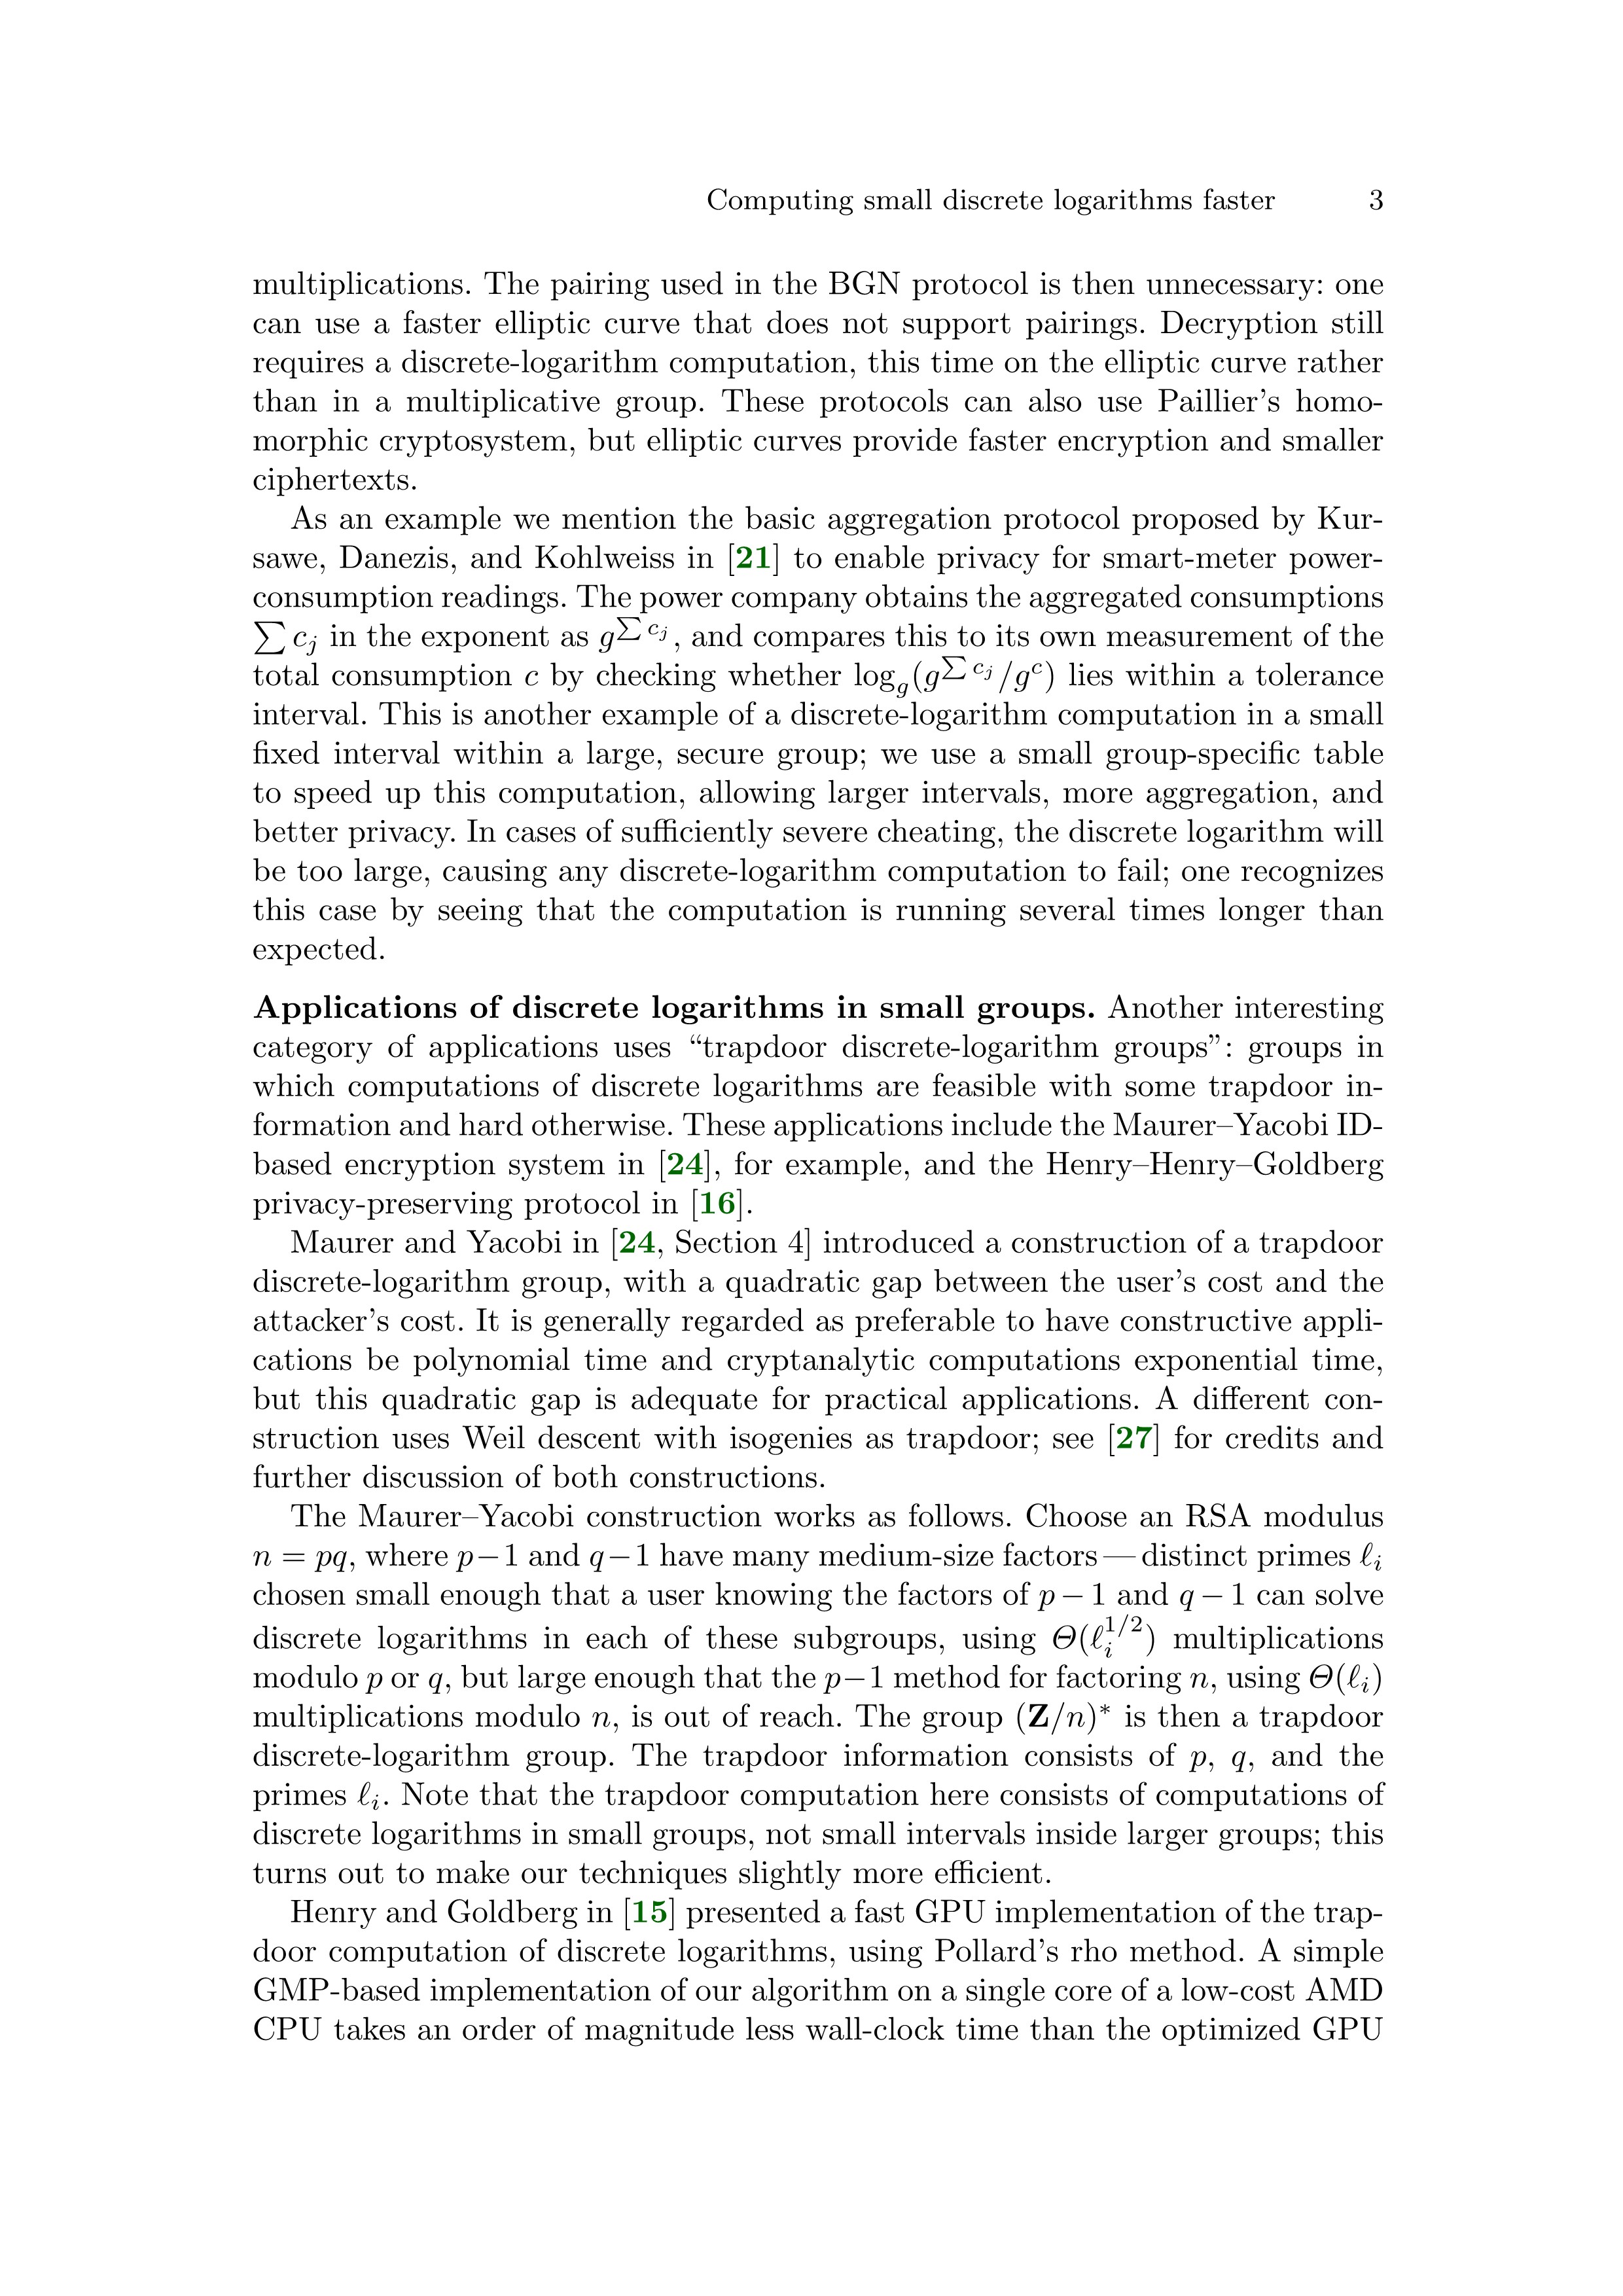 Computing small discrete logarithms faster 3
multiplications. The pairing used in the BGN protocol is then unnecessary: one
can use a faster elliptic curve that does not support pairings. Decryption still
requires a discrete-logarithm computation, this time on the elliptic curve rather
than in a multiplicative group. These protocols can also use Paillier's homo-
morphic cryptosystem, but elliptic curves provide faster encryption and smaller
ciphertexts.
As an example we mention the basic aggregation protocol proposed by Kur-
sawe, Danezis, and Kohlweiss in [21] to enable privacy for smart-meter power-
consumption readings. The power company obtains the aggregated consumptions
∑ c_j in the exponent as g^{∑ c_j}, and compares this to its own measurement of the
total consumption c by checking whether log_g(g^{∑ c_j}/g^c) lies within a tolerance
interval. This is another example of a discrete-logarithm computation in a small
fixed interval within a large, secure group; we use a small group-specific table
to speed up this computation, allowing larger intervals, more aggregation, and
better privacy. In cases of sufficiently severe cheating, the discrete logarithm will
be too large, causing any discrete-logarithm computation to fail; one recognizes
this case by seeing that the computation is running several times longer than
expected.
Applications of discrete logarithms in small groups. Another interesting
category of applications uses “trapdoor discrete-logarithm groups”: groups in
which computations of discrete logarithms are feasible with some trapdoor in-
formation and hard otherwise. These applications include the Maurer–Yacobi ID-
based encryption system in [24], for example, and the Henry–Henry–Goldberg
privacy-preserving protocol in [16].
Maurer and Yacobi in [24, Section 4] introduced a construction of a trapdoor
discrete-logarithm group, with a quadratic gap between the user's cost and the
attacker's cost. It is generally regarded as preferable to have constructive appli-
cations be polynomial time and cryptanalytic computations exponential time,
but this quadratic gap is adequate for practical applications. A different con-
struction uses Weil descent with isogenies as trapdoor; see [27] for credits and
further discussion of both constructions.
The Maurer–Yacobi construction works as follows. Choose an RSA modulus
n = pq, where p−1 and q−1 have many medium-size factors — distinct primes ℓ_i
chosen small enough that a user knowing the factors of p − 1 and q − 1 can solve
discrete logarithms in each of these subgroups, using Θ(ℓ_i^{1/2}) multiplications
modulo p or q, but large enough that the p−1 method for factoring n, using Θ(ℓ_i)
multiplications modulo n, is out of reach. The group (Z/n)* is then a trapdoor
discrete-logarithm group. The trapdoor information consists of p, q, and the
primes ℓ_i. Note that the trapdoor computation here consists of computations of
discrete logarithms in small groups, not small intervals inside larger groups; this
turns out to make our techniques slightly more efficient.
Henry and Goldberg in [15] presented a fast GPU implementation of the trap-
door computation of discrete logarithms, using Pollard's rho method. A simple
GMP-based implementation of our algorithm on a single core of a low-cost AMD
CPU takes an order of magnitude less wall-clock time than the optimized GPU